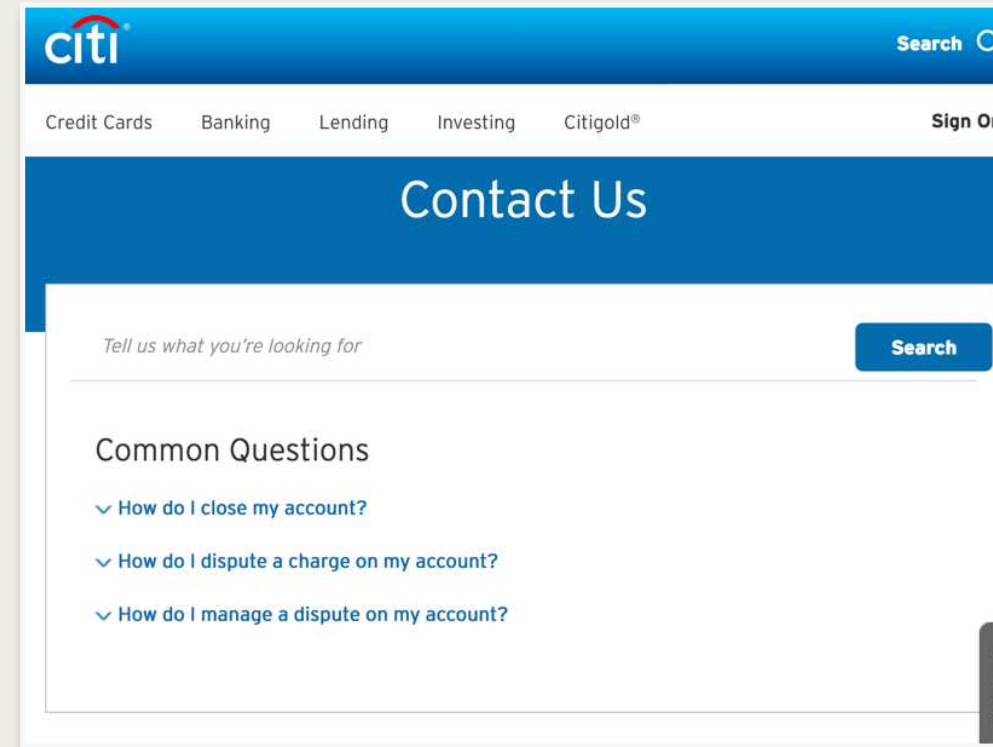 citi®
Search
Credit Cards Banking Lending Investing Citigold®
Sign On
Contact Us
Tell us what you're looking for
Search
Common Questions
How do I close my account?
How do I dispute a charge on my account?
How do I manage a dispute on my account?